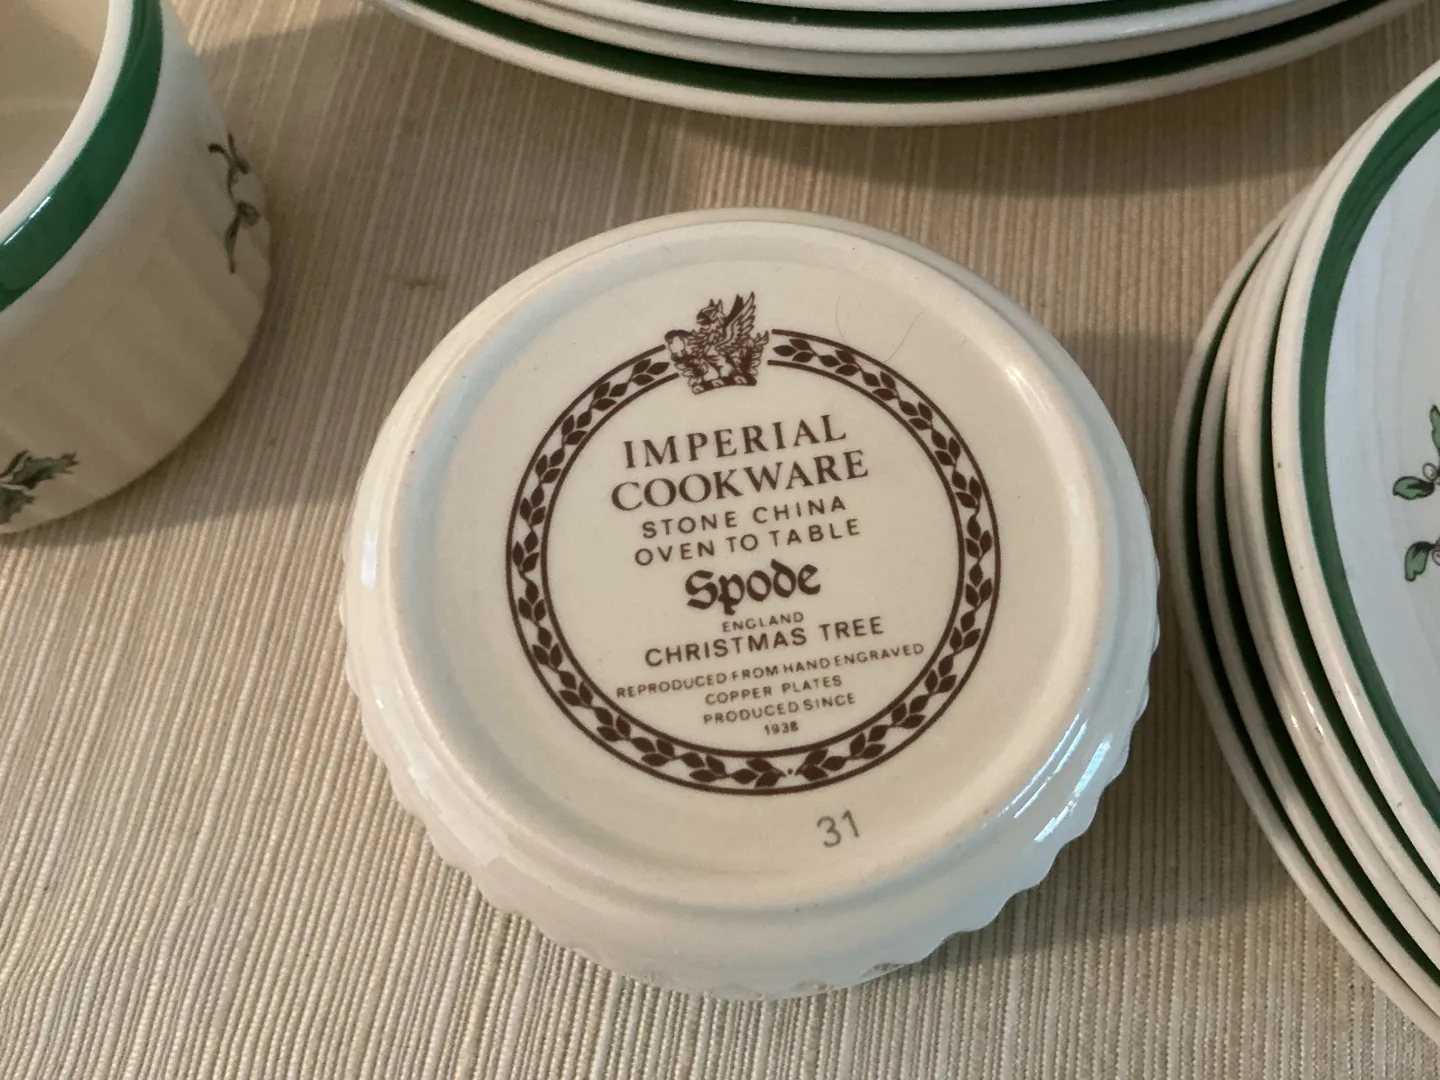 IMPERIAL
COOKWARE
STONE CHINA
OVEN TO TABLE
Spode
ENGLAND
CHRISTMAS TREE
REPRODUCED FROM HAND ENGRAVED
COPPER PLATES
PRODUCED SINCE
1938
31